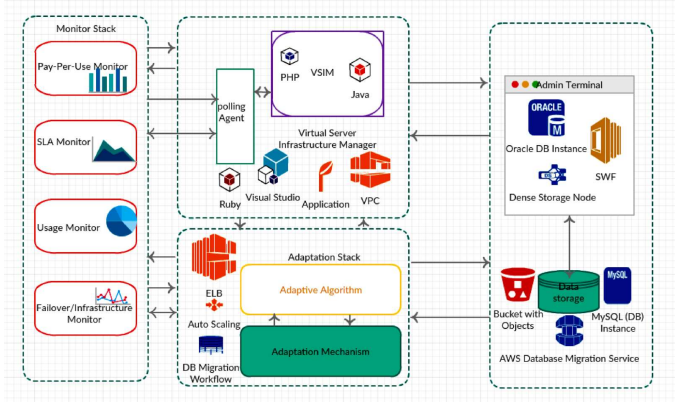 Monitor Stack
Pay-Per-Use Monitor
SLA Monitor
Usage Monitor
Failover/Infrastructure
Monitor
polling
Agent
PHP
VSIM
Java
Virtual Server
Infrastructure Manager
Ruby
Visual Studio
Application
VPC
Adaptation Stack
ELB
Auto Scaling
DB Migration
Workflow
Adaptive Algorithm
Adaptation Mechanism
Admin Terminal
ORACLE
M
Oracle DB Instance
SWF
Dense Storage Node
Bucket with
Objects
Data
storage
MySQL
MySQL (DB)
Instance
AWS Database Migration Service